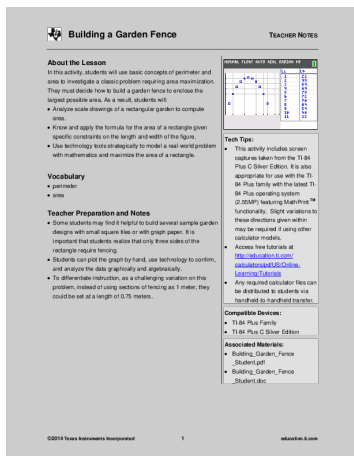 Building a Garden Fence
TEACHER NOTES
About the Lesson
In this activity, students will use basic concepts of perimeter and
area to investigate a classic problem requiring area maximization.
They must decide how to build a garden fence to enclose the
largest possible area. As a result, students will:
• Analyze scale drawings of a rectangular garden to compute
area.
• Know and apply the formula for the area of a rectangle given
specific constraints on the length and width of the figure.
• Use technology tools strategically to model a real-world problem
with mathematics and maximize the area of a rectangle.
Vocabulary
• perimeter
• area
Teacher Preparation and Notes
• Some students may find it helpful to build several sample garden
designs with small square tiles or with graph paper. It is
important that students realize that only three sides of the
rectangle require fencing.
• Students can plot the graph by hand, use technology to confirm,
and analyze the data graphically and algebraically.
• To differentiate instruction, as a challenging variation on this
problem, instead of using sections of fencing as 1 meter, they
could be set at a length of 0.75 meters.
NORMAL FLOAT AUTO REAL RADIAN MP
Tech Tips:
• This activity includes screen
captures taken from the TI-84
Plus C Silver Edition. It is also
appropriate for use with the TI-
84 Plus family with the latest TI-
84 Plus operating system
(2.55MP) featuring MathPrint™
functionality. Slight variations to
these directions given within
may be required if using other
calculator models.
• Access free tutorials at
http://education.ti.com/
calculators/pd/US/Online-
Learning/Tutorials
• Any required calculator files can
be distributed to students via
handheld-to-handheld transfer.
Compatible Devices:
• TI-84 Plus Family
• TI-84 Plus C Silver Edition
Associated Materials:
• Building_Garden_Fence
_Student.pdf
• Building_Garden_Fence
_Student.doc
©2014 Texas Instruments Incorporated
1
education.ti.com